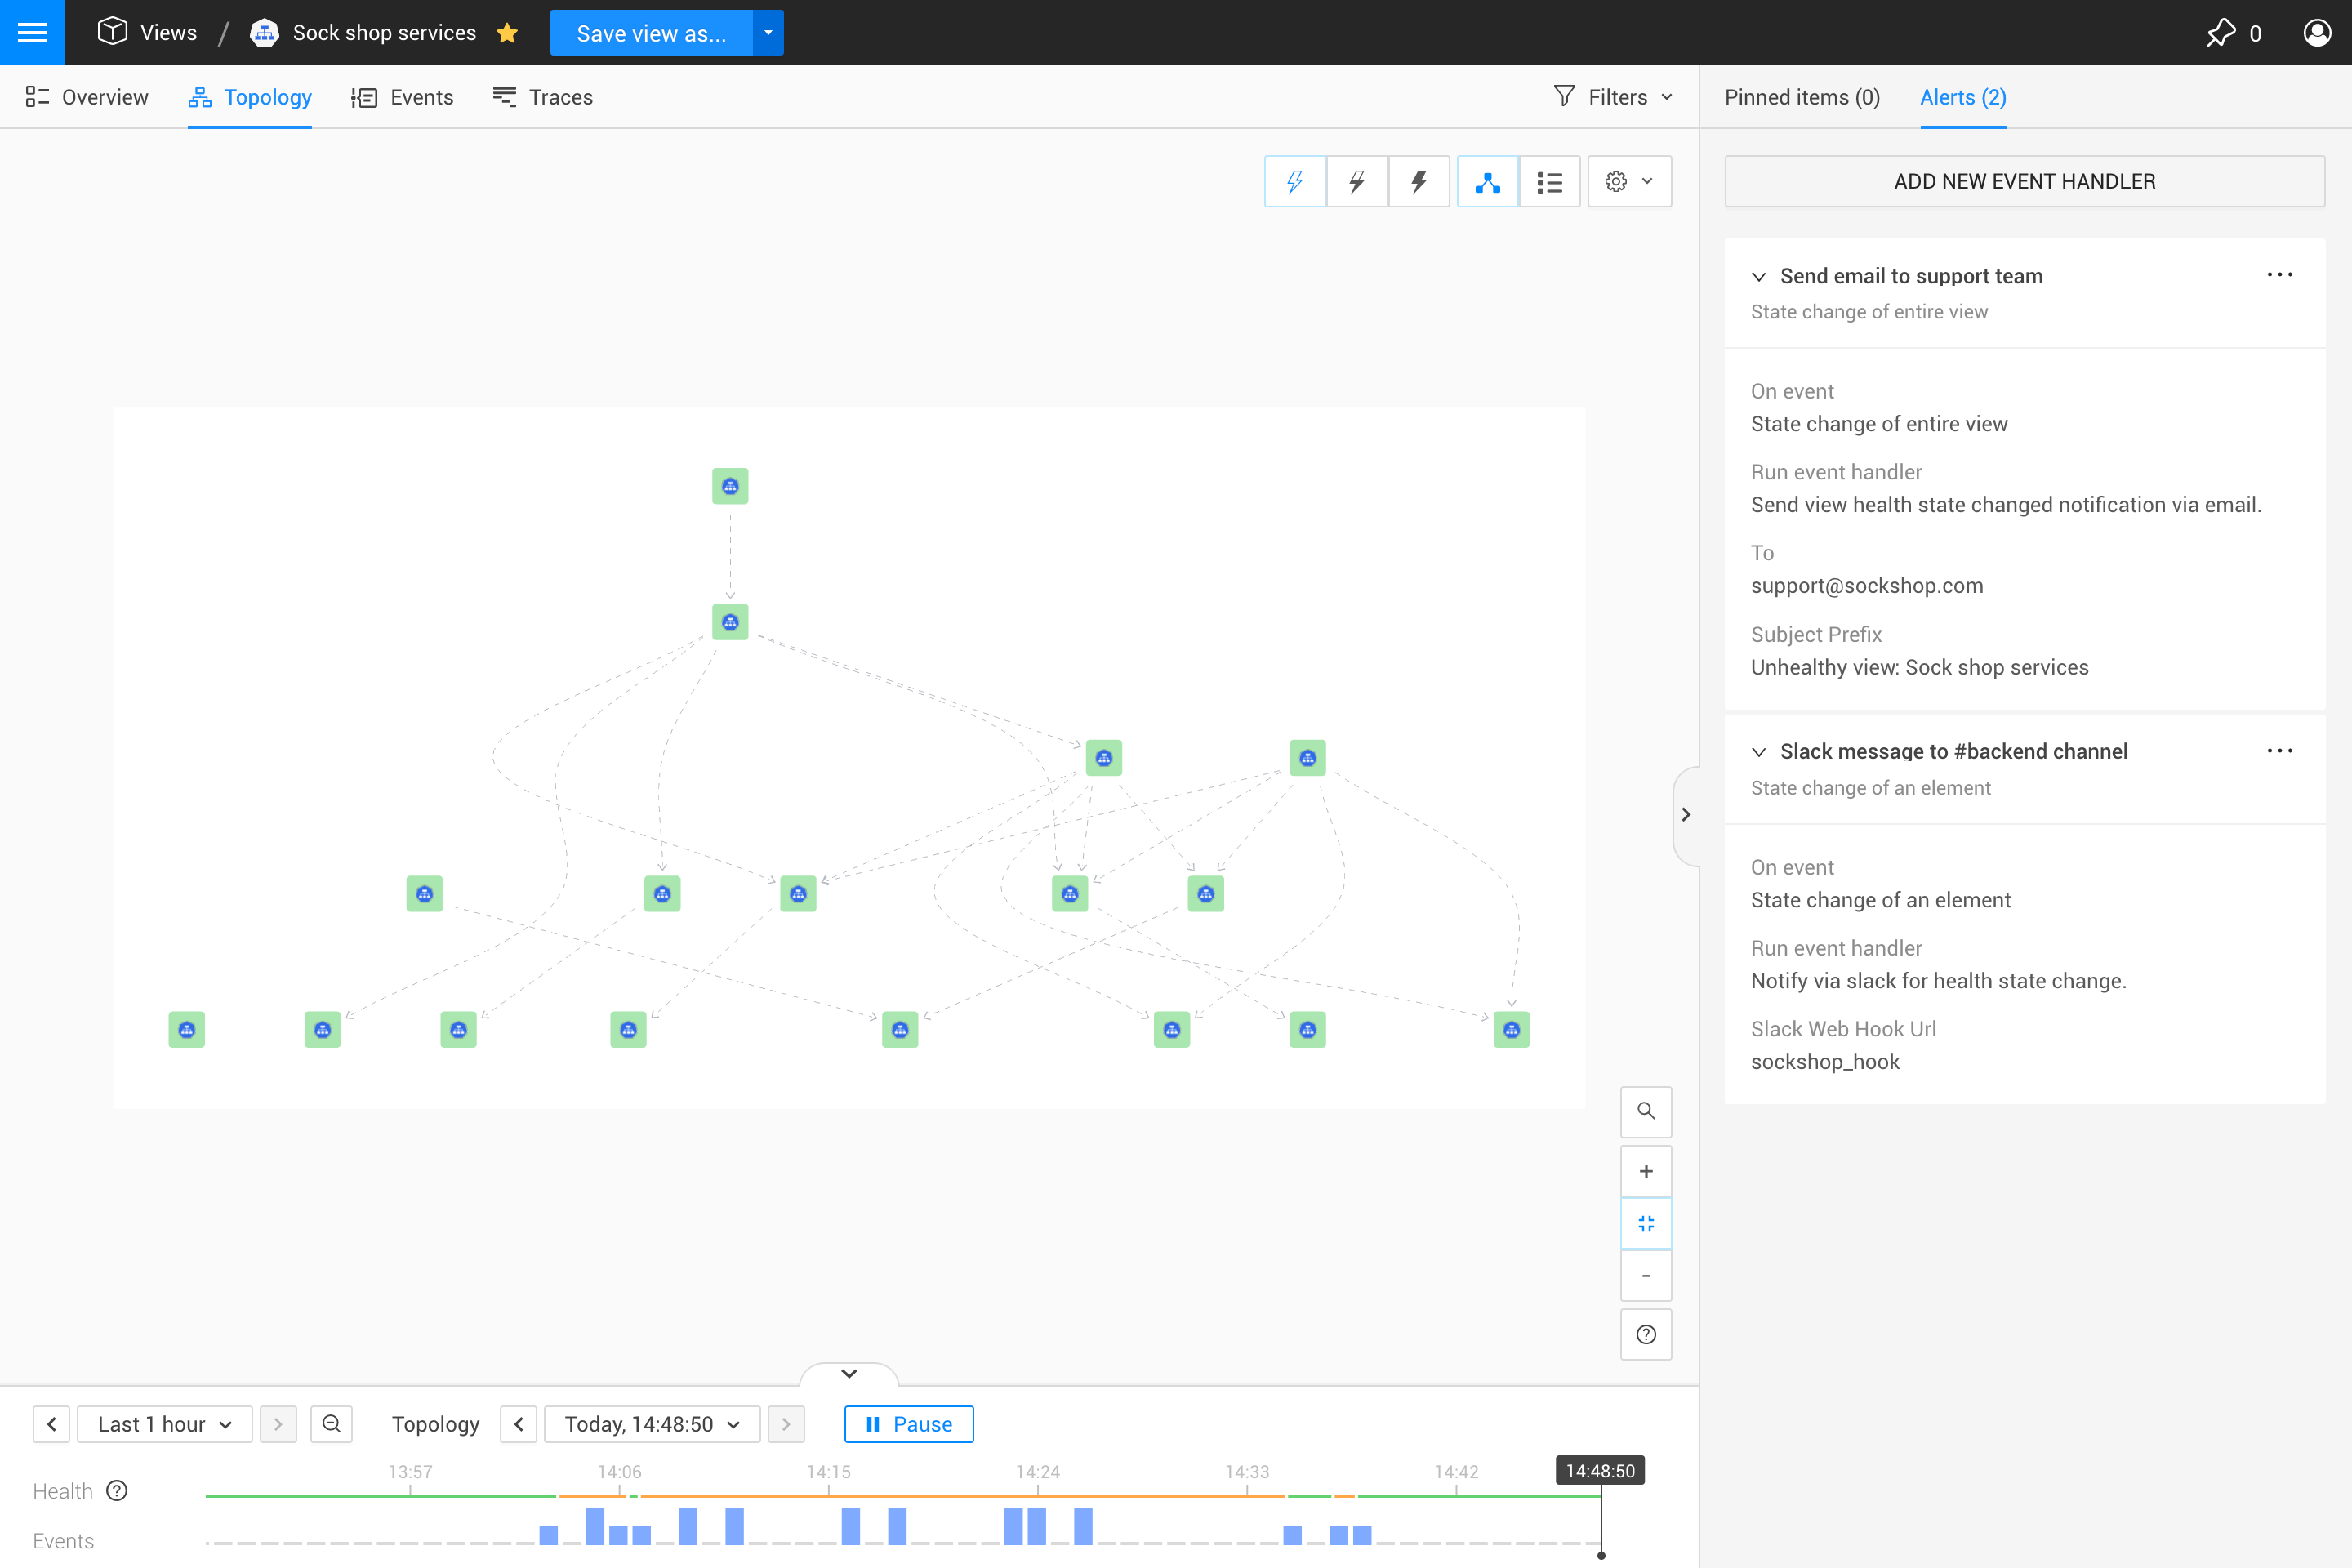 Views / Sock shop services Save view as... 0
Overview Topology Events Traces Filters
Pinned items (0) Alerts (2)
ADD NEW EVENT HANDLER
Send email to support team ...
State change of entire view
On event
State change of entire view
Run event handler
Send view health state changed notification via email.
To
support@sockshop.com
Subject Prefix
Unhealthy view: Sock shop services
Slack message to #backend channel ...
State change of an element
On event
State change of an element
Run event handler
Notify via slack for health state change.
Slack Web Hook Url
sockshop_hook
+
-
?
Last 1 hour Topology Today, 14:48:50 Pause
13:57 14:06 14:15 14:24 14:33 14:42 14:48:50
Health ?
Events